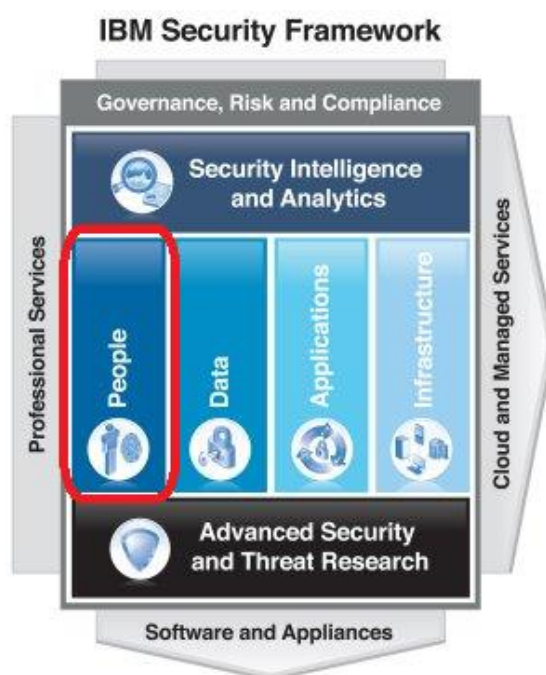 IBM Security Framework
Governance, Risk and Compliance
Security Intelligence
and Analytics
Professional Services
People
Data
Applications
Infrastructure
Cloud and Managed Services
Advanced Security
and Threat Research
Software and Appliances